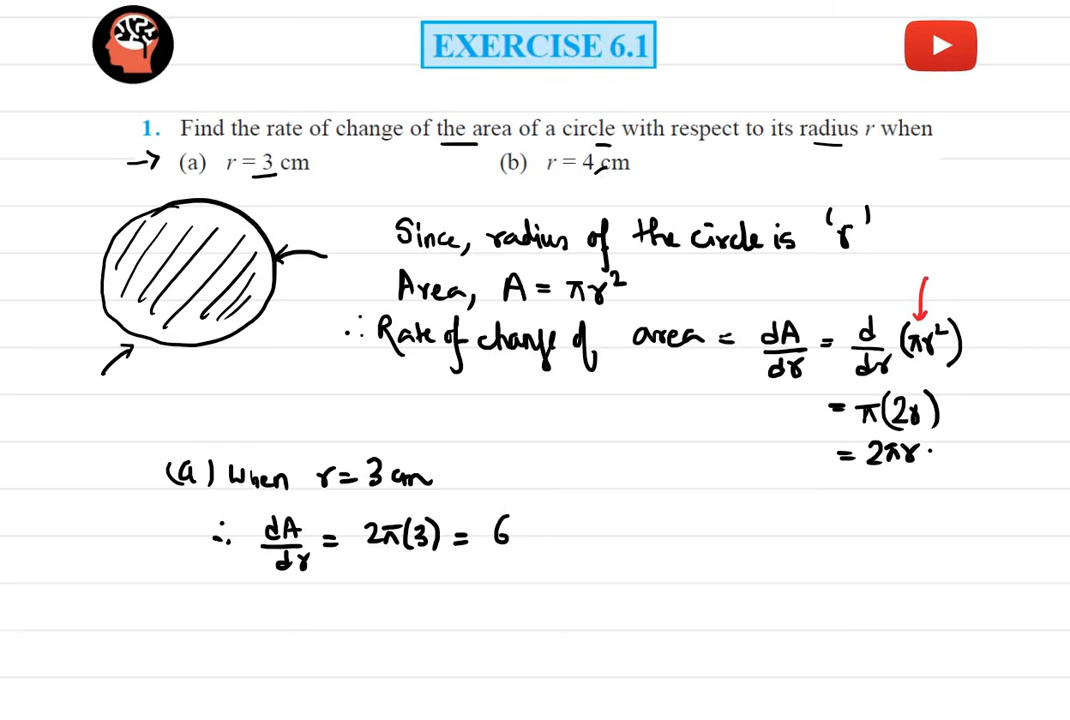 EXERCISE 6.1
1. Find the rate of change of the area of a circle with respect to its radius r when
(a) r = 3 cm (b) r = 4 cm
Since, radius of the circle is 'r'
Area, A = πr²
∴ Rate of change of area = dA/dr = d/dr (πr²)
= π(2r)
= 2πr.
(a) When r = 3 cm
∴ dA/dr = 2π(3) = 6